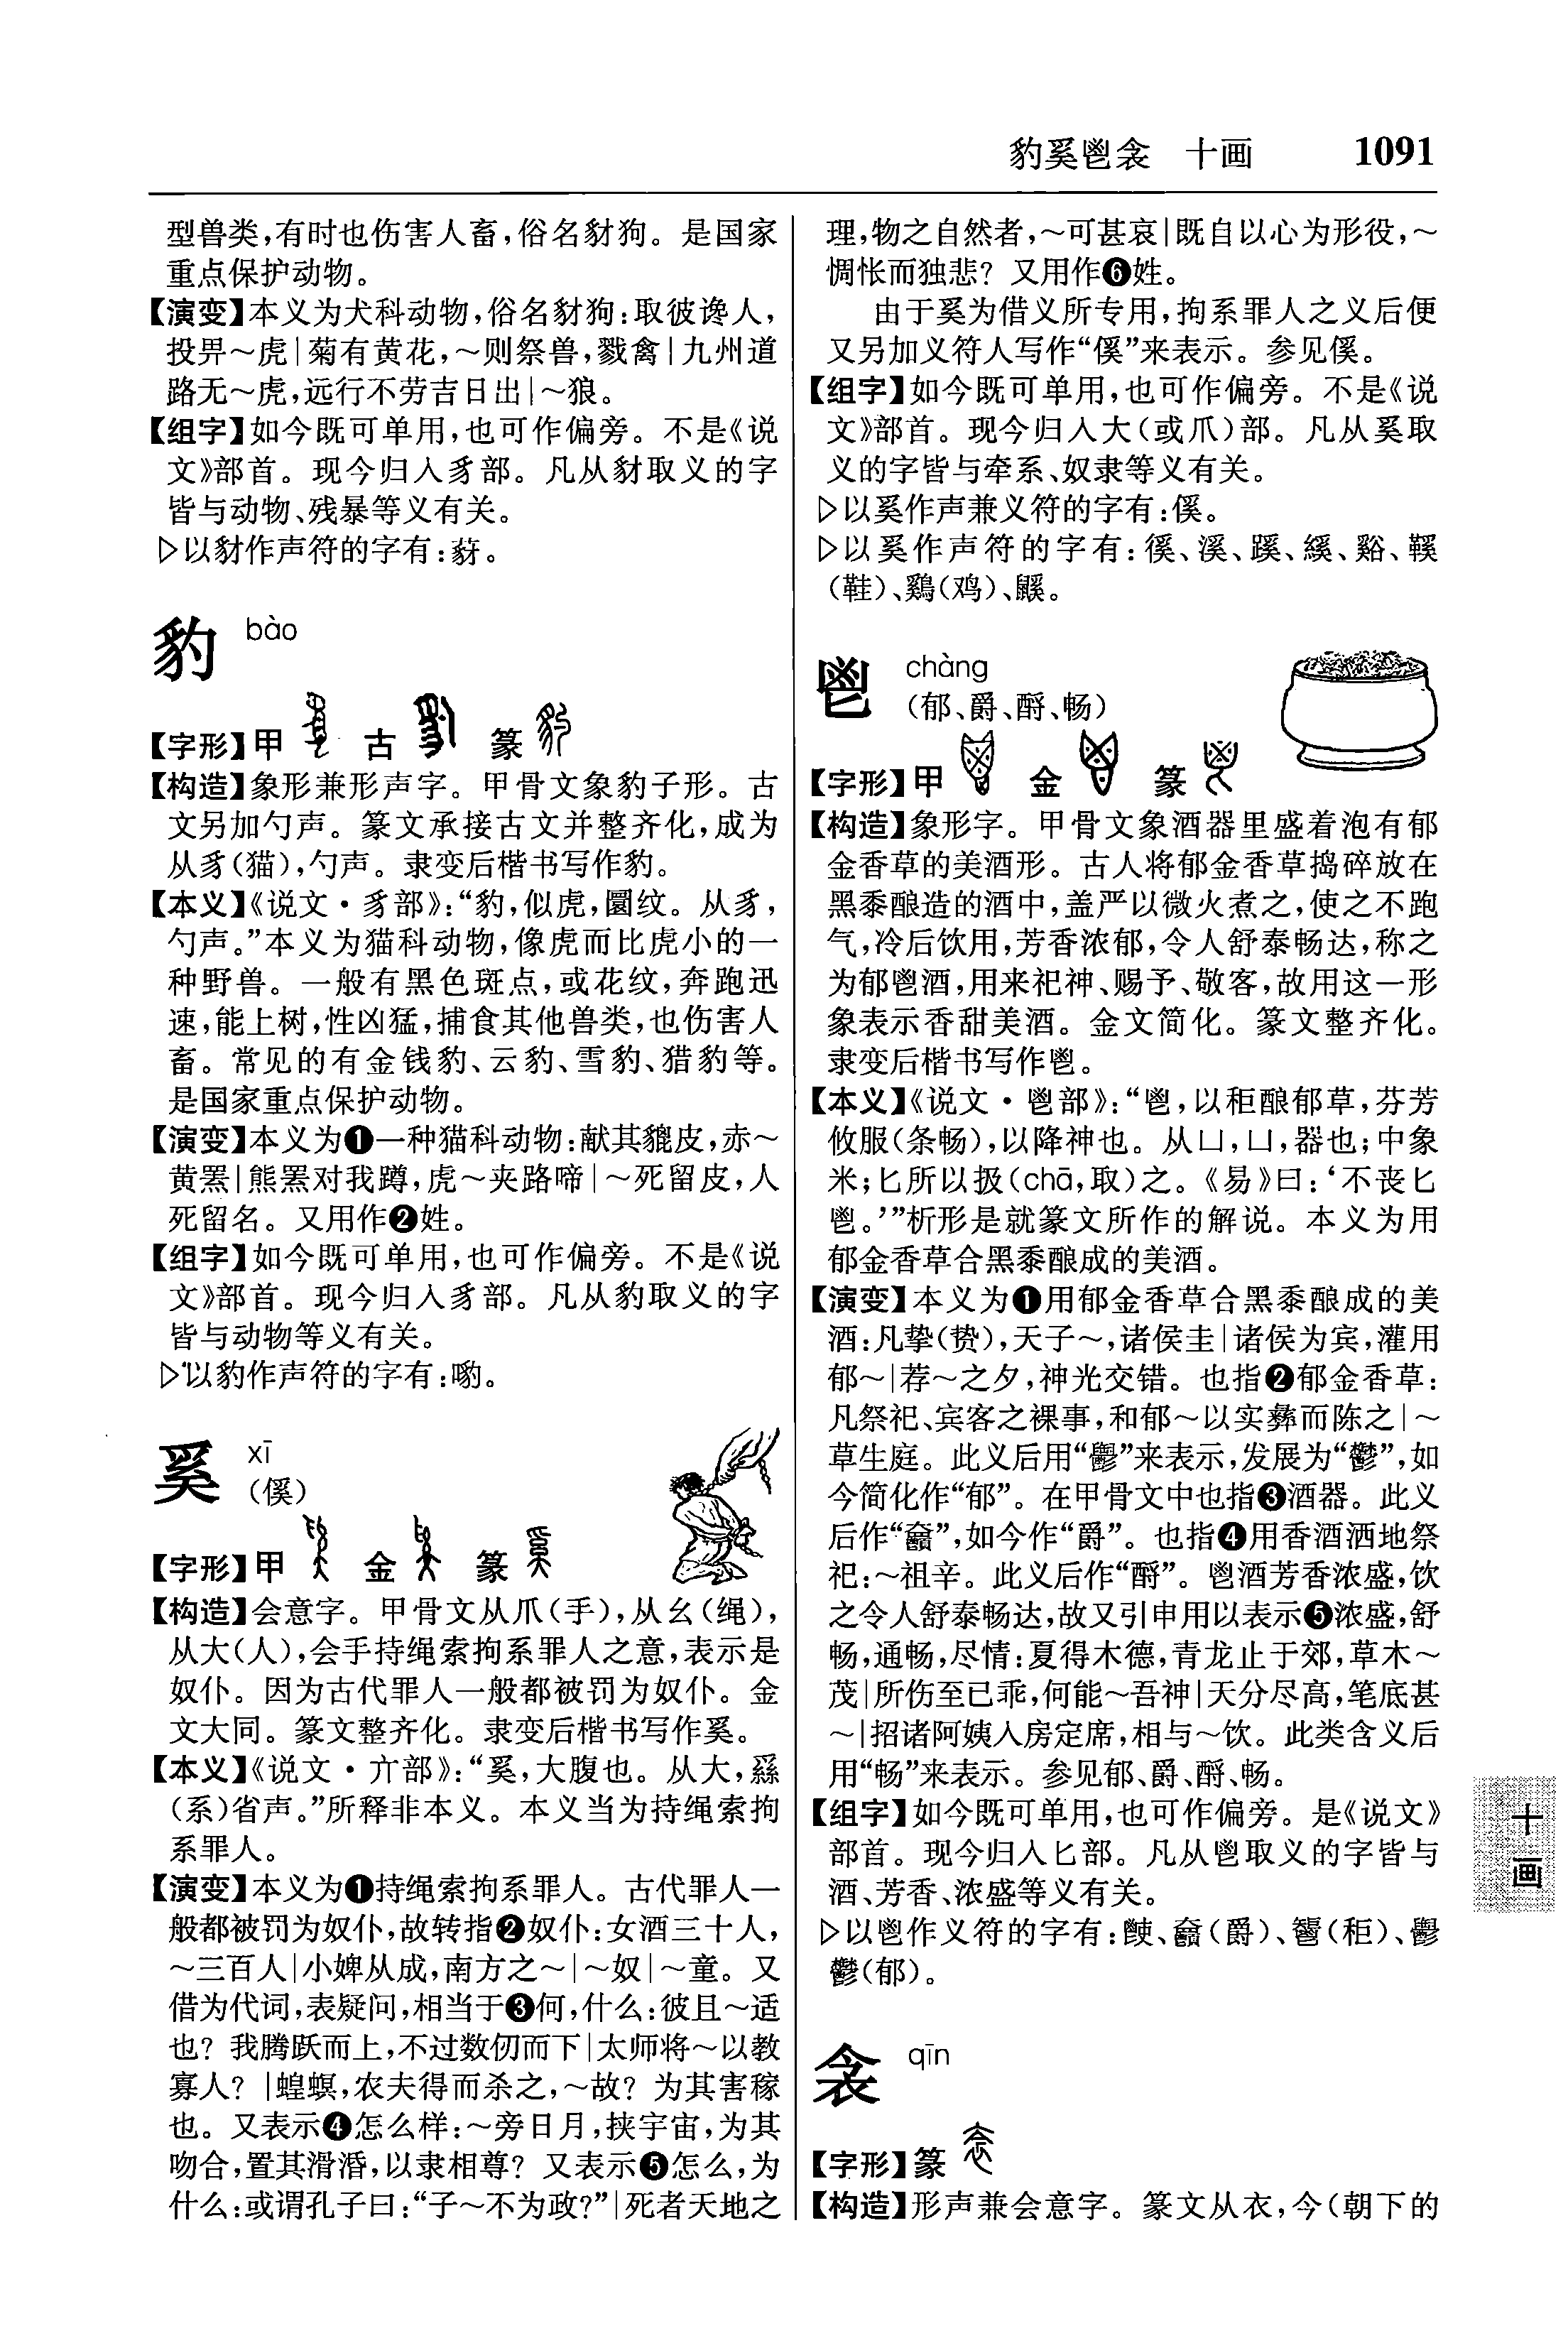 豹奚鬯衾 十画 1091
型兽类,有时也伤害人畜,俗名豺狗。是国家
重点保护动物。
【演变】本义为犬科动物,俗名豺狗:取彼谗人,
投畀～虎|菊有黄花,～则祭兽,戮禽|九州道
路无～虎,远行不劳吉日出|～狼。
【组字】如今既可单用,也可作偏旁。不是《说
文》部首。现今归入豸部。凡从豺取义的字
皆与动物、残暴等义有关。
▷以豺作声符的字有:䓱。
豹 bào
【字形】甲 古 篆
【构造】象形兼形声字。甲骨文象豹子形。古
文另加勺声。篆文承接古文并整齐化,成为
从豸(猫),勺声。隶变后楷书写作豹。
【本义】《说文·豸部》:“豹,似虎,圜纹。从豸,
勺声。”本义为猫科动物,像虎而比虎小的一
种野兽。一般有黑色斑点,或花纹,奔跑迅
速,能上树,性凶猛,捕食其他兽类,也伤害人
畜。常见的有金钱豹、云豹、雪豹、猎豹等。
是国家重点保护动物。
【演变】本义为❶一种猫科动物:献其貔皮,赤～
黄罴|熊罴对我蹲,虎～夹路啼|～死留皮,人
死留名。又用作❷姓。
【组字】如今既可单用,也可作偏旁。不是《说
文》部首。现今归入豸部。凡从豹取义的字
皆与动物等义有关。
▷以豹作声符的字有:嚉。
奚 xī
(傒)
【字形】甲 金 篆
【构造】会意字。甲骨文从爪(手),从幺(绳),
从大(人),会手持绳索拘系罪人之意,表示是
奴仆。因为古代罪人一般都被罚为奴仆。金
文大同。篆文整齐化。隶变后楷书写作奚。
【本义】《说文·亣部》:“奚,大腹也。从大,繇
(系)省声。”所释非本义。本义当为持绳索拘
系罪人。
【演变】本义为❶持绳索拘系罪人。古代罪人一
般都被罚为奴仆,故转指❷奴仆:女酒三十人,
～三百人|小婢从成,南方之～|～奴|～童。又
借为代词,表疑问,相当于❸何,什么:彼且～适
也?我腾跃而上,不过数仞而下|太师将～以教
寡人?|蝗螟,农夫得而杀之,～故?为其害稼
也。又表示❹怎么样:～旁日月,挟宇宙,为其
吻合,置其滑涽,以隶相尊?又表示❺怎么,为
什么:或谓孔子曰:“子～不为政?”|死者天地之
理,物之自然者,～可甚哀|既自以心为形役,～
惆怅而独悲?又用作❻姓。
由于奚为借义所专用,拘系罪人之义后便
又另加义符人写作“傒”来表示。参见傒。
【组字】如今既可单用,也可作偏旁。不是《说
文》部首。现今归入大(或爪)部。凡从奚取
义的字皆与牵系、奴隶等义有关。
▷以奚作声兼义符的字有:傒。
▷以奚作声符的字有:徯、溪、蹊、縘、谿、鞵
(鞋)、鷄(鸡)、鼷。
鬯 chàng
(郁、爵、酹、畅)
【字形】甲 金 篆
【构造】象形字。甲骨文象酒器里盛着泡有郁
金香草的美酒形。古人将郁金香草捣碎放在
黑黍酿造的酒中,盖严以微火煮之,使之不跑
气,冷后饮用,芳香浓郁,令人舒泰畅达,称之
为郁鬯酒,用来祀神、赐予、敬客,故用这一形
象表示香甜美酒。金文简化。篆文整齐化。
隶变后楷书写作鬯。
【本义】《说文·鬯部》:“鬯,以秬酿郁草,芬芳
攸服(条畅),以降神也。从凵,凵,器也;中象
米;匕所以扱(chā,取)之。《易》曰:‘不丧匕
鬯。’”析形是就篆文所作的解说。本义为用
郁金香草合黑黍酿成的美酒。
【演变】本义为❶用郁金香草合黑黍酿成的美
酒:凡挚(贽),天子～,诸侯圭|诸侯为宾,灌用
郁～|荐～之夕,神光交错。也指❷郁金香草:
凡祭祀、宾客之祼事,和郁～以实彝而陈之|～
草生庭。此义后用“鬱”来表示,发展为“鬱”,如
今简化作“郁”。在甲骨文中也指❸酒器。此义
后作“爵”,如今作“爵”。也指❹用香酒洒地祭
祀:～祖辛。此义后作“酹”。鬯酒芳香浓盛,饮
之令人舒泰畅达,故又引申用以表示❺浓盛,舒
畅,通畅,尽情:夏得木德,青龙止于郊,草木～
茂|所伤至已乖,何能～吾神|天分尽高,笔底甚
～|招诸阿姨入房定席,相与～饮。此类含义后
用“畅”来表示。参见郁、爵、酹、畅。
【组字】如今既可单用,也可作偏旁。是《说文》
部首。现今归入匕部。凡从鬯取义的字皆与
酒、芳香、浓盛等义有关。
▷以鬯作义符的字有:(爵)、(秬)、
鬱(郁)。
衾 qīn
【字形】篆
【构造】形声兼会意字。篆文从衣,今(朝下的
十画